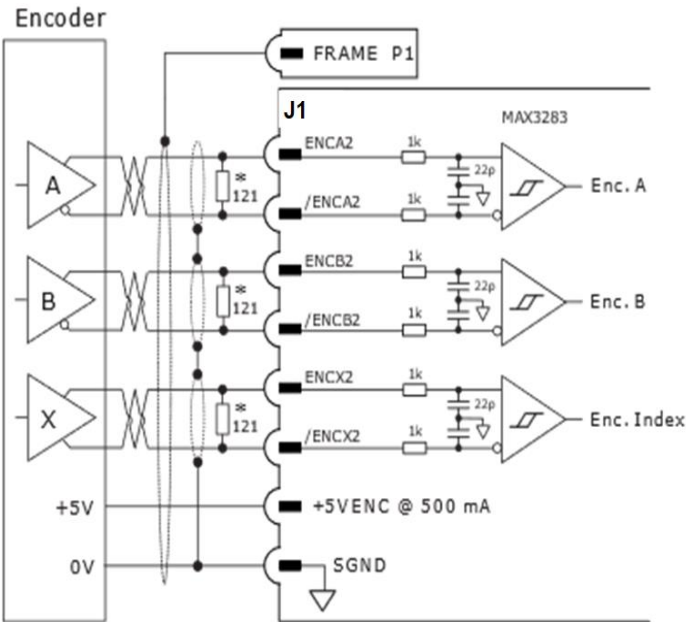 Encoder
FRAME P1
J1
MAX3283
A
*
121
ENCA2
1k
22p
Enc. A
/ENCA2
1k
B
*
121
ENCB2
1k
22p
Enc. B
/ENCB2
1k
X
*
121
ENCX2
1k
22p
Enc. Index
/ENCX2
1k
+5V
+5VENC @ 500 mA
0V
SGND